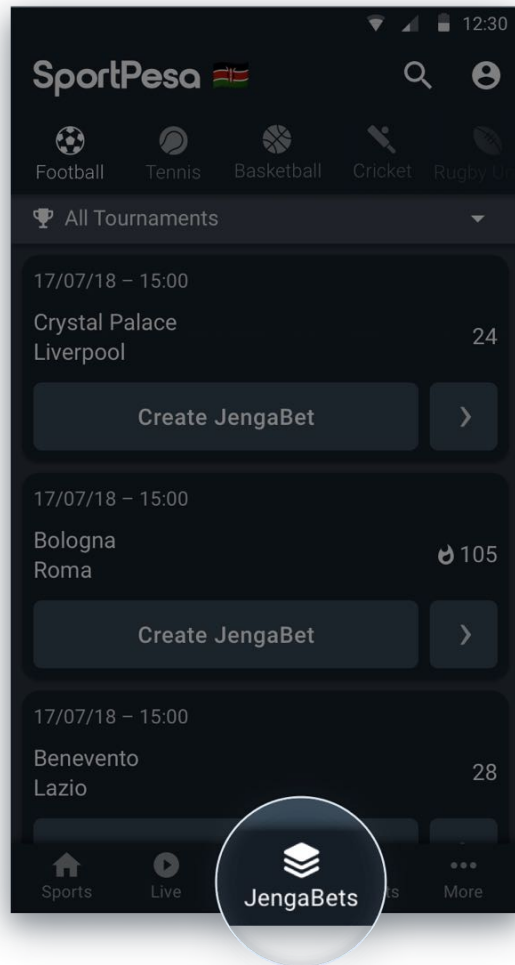 12:30
SportPesa
Football Tennis Basketball Cricket Rugby
All Tournaments
17/07/18 – 15:00
Crystal Palace
Liverpool
24
Create JengaBet
17/07/18 – 15:00
Bologna
Roma
105
Create JengaBet
17/07/18 – 15:00
Benevento
Lazio
28
Sports Live JengaBets More